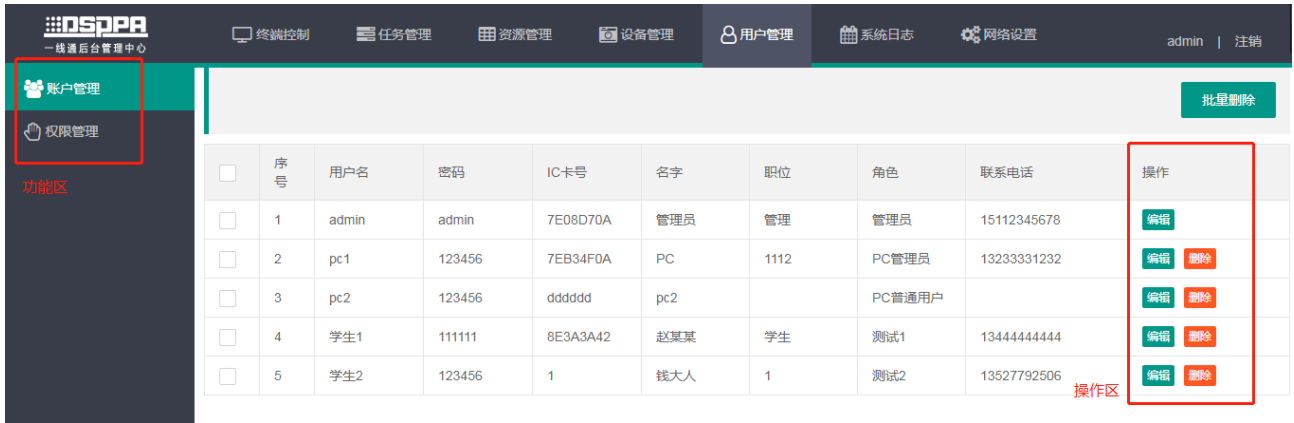 DSPPA
一线通后台管理中心
终端控制 任务管理 资源管理 设备管理 用户管理 系统日志 网络设置 admin | 注销
账户管理
权限管理
功能区
批量删除
序号 用户名 密码 IC卡号 名字 职位 角色 联系电话 操作
1 admin admin 7E08D70A 管理员 管理 管理员 15112345678 编辑
2 pc1 123456 7EB34F0A PC 1112 PC管理员 13233331232 编辑 删除
3 pc2 123456 dddddd pc2 PC普通用户 编辑 删除
4 学生1 111111 8E3A3A42 赵某某 学生 测试1 13444444444 编辑 删除
5 学生2 123456 1 钱大人 1 测试2 13527792506 编辑 删除
操作区